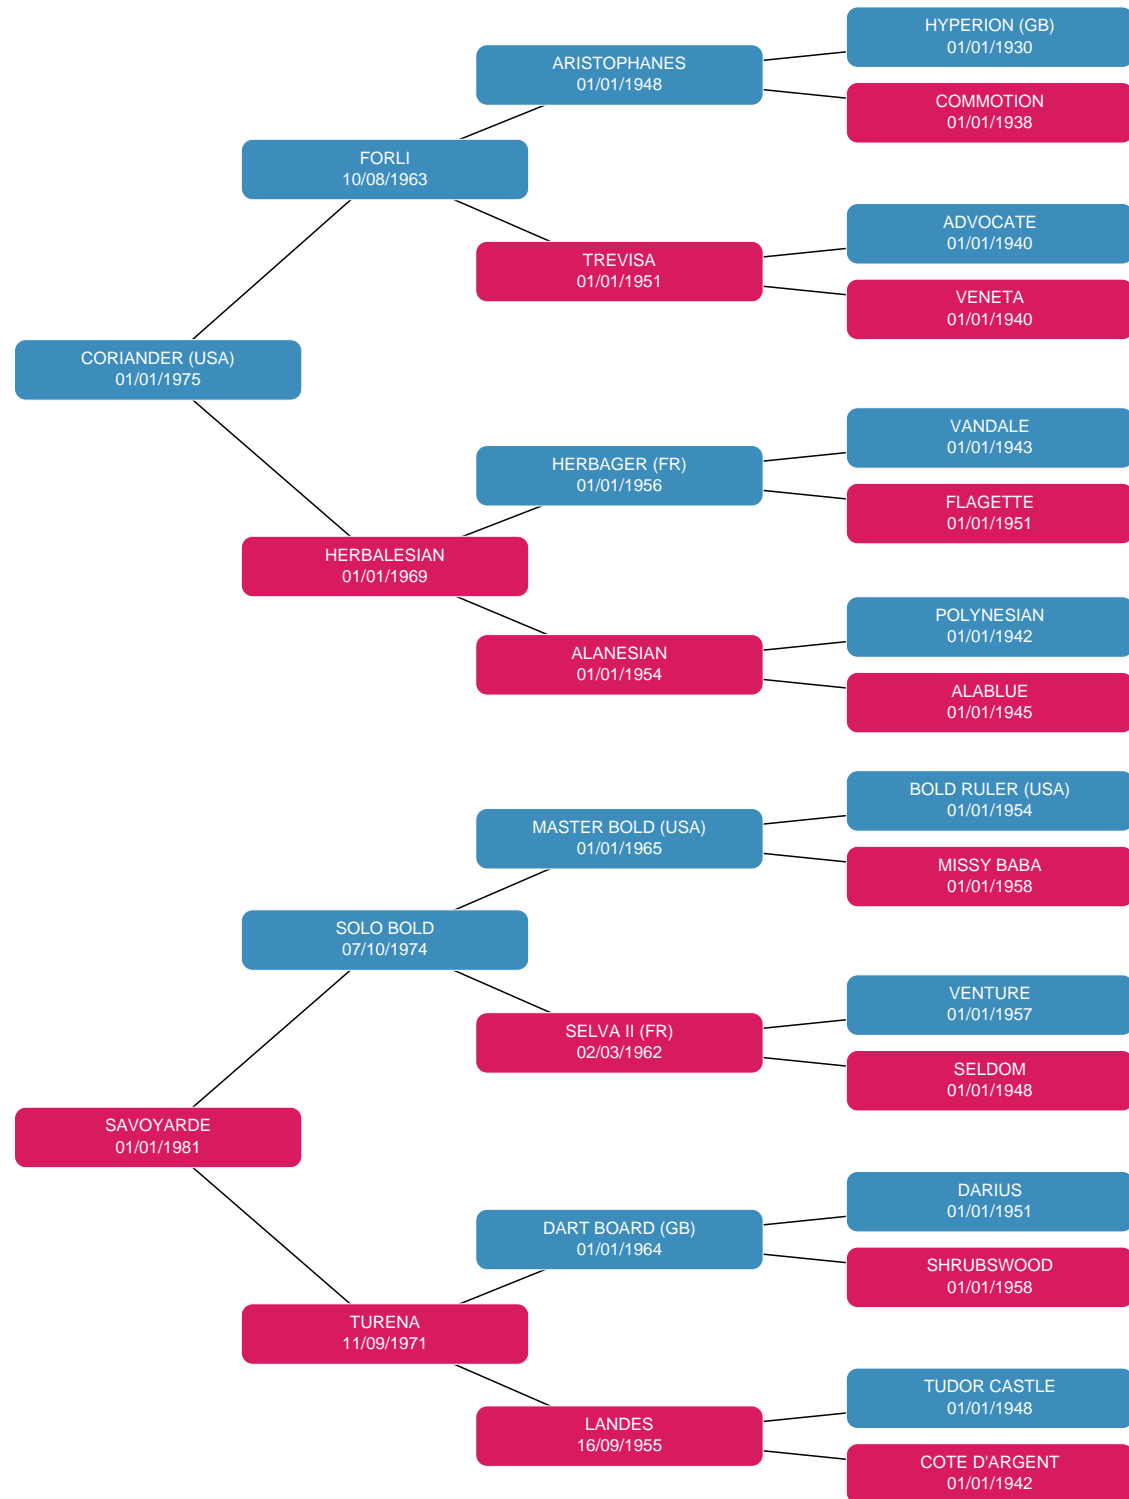 HYPERION (GB)
01/01/1930
ARISTOPHANES
01/01/1948
COMMOTION
01/01/1938
FORLI
10/08/1963
ADVOCATE
01/01/1940
TREVISA
01/01/1951
VENETA
01/01/1940
CORIANDER (USA)
01/01/1975
VANDALE
01/01/1943
HERBAGER (FR)
01/01/1956
FLAGETTE
01/01/1951
HERBALESIAN
01/01/1969
POLYNESIAN
01/01/1942
ALANESIAN
01/01/1954
ALABLUE
01/01/1945
BOLD RULER (USA)
01/01/1954
MASTER BOLD (USA)
01/01/1965
MISSY BABA
01/01/1958
SOLO BOLD
07/10/1974
VENTURE
01/01/1957
SELVA II (FR)
02/03/1962
SELDOM
01/01/1948
SAVOYARDE
01/01/1981
DARIUS
01/01/1951
DART BOARD (GB)
01/01/1964
SHRUBSWOOD
01/01/1958
TURENA
11/09/1971
TUDOR CASTLE
01/01/1948
LANDES
16/09/1955
COTE D'ARGENT
01/01/1942